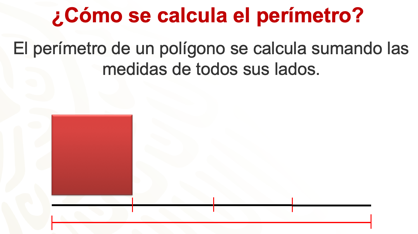 ¿Cómo se calcula el perímetro?
El perímetro de un polígono se calcula sumando las
medidas de todos sus lados.